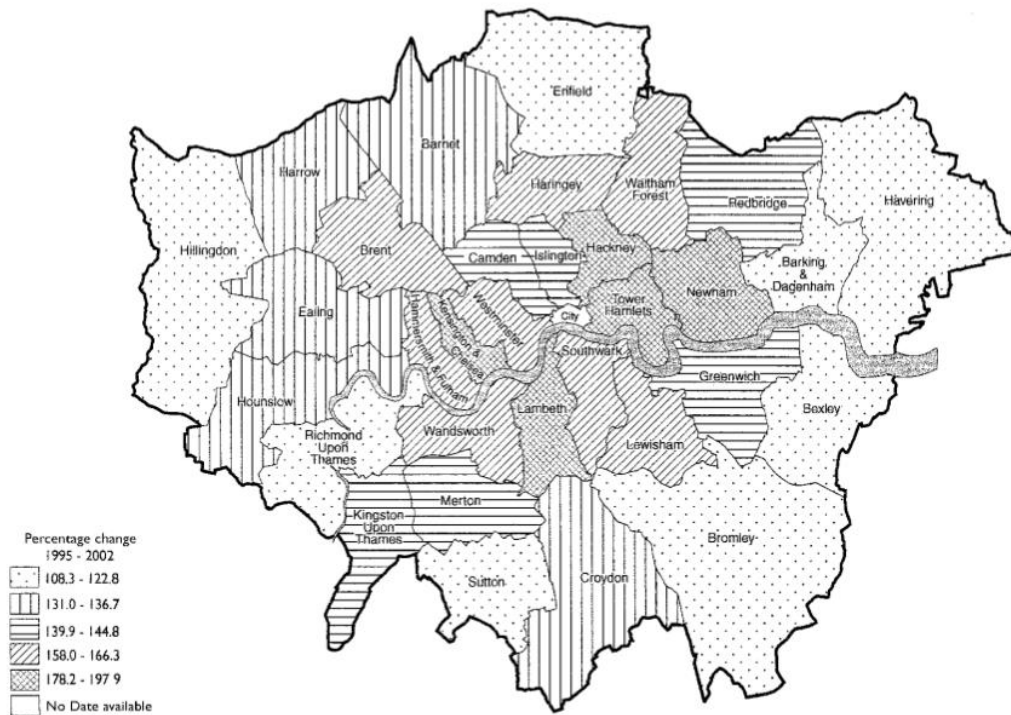 Enfield
Barnet
Harrow
Haringey
Waltham
Forest
Redbridge
Havering
Hillingdon
Brent
Camden
Islington
Hackney
Barking
&
Dagenham
Newham
Ealing
Hammersmith & Fulham
Kensington &
Chelsea
Westminster
City
Tower
Hamlets
Southwark
Greenwich
Hounslow
Bexley
Richmond
Upon
Thames
Wandsworth
Lambeth
Lewisham
Merton
Kingston
Upon
Thames
Bromley
Sutton
Croydon
Percentage change
1995 - 2002
108.3 - 122.8
131.0 - 136.7
139.9 - 144.8
158.0 - 166.3
178.2 - 197 9
No Date available